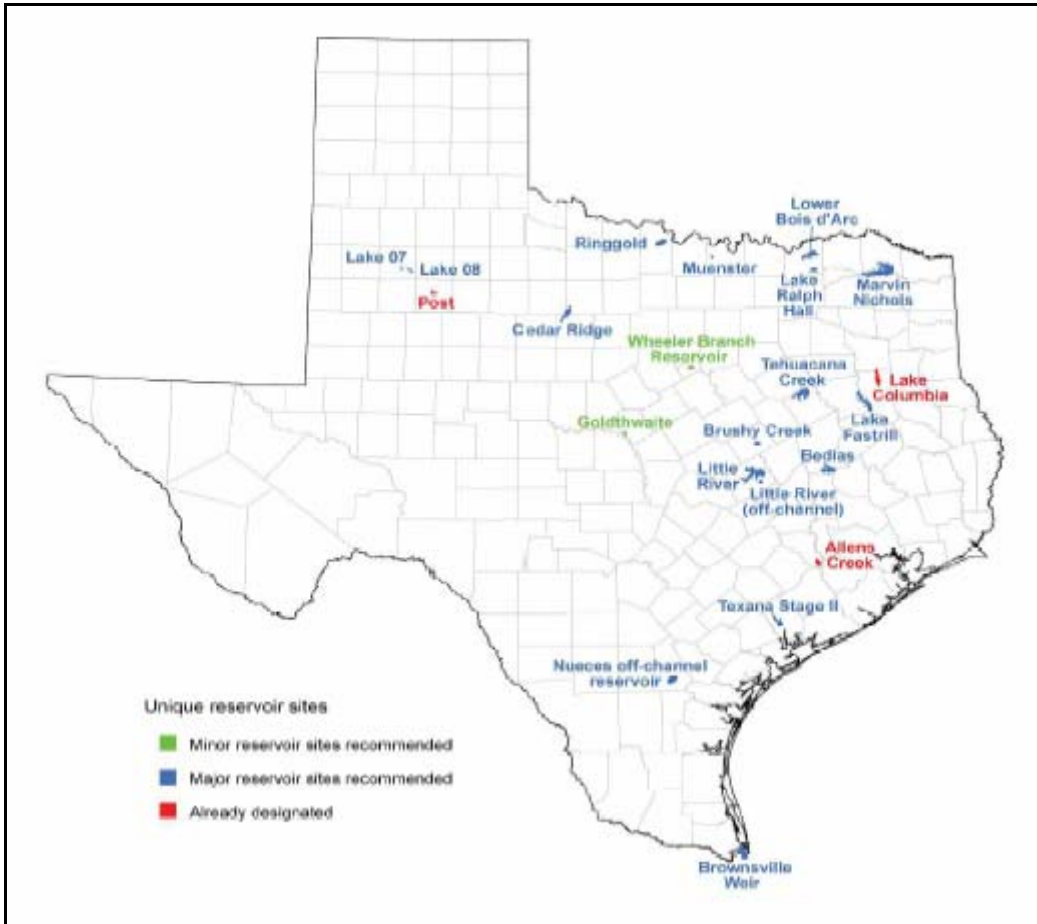 Lower
Bois d'Arc
Ringgold
Muenster
Lake 07
Lake 08
Post
Lake
Ralph
Hall
Marvin
Nichols
Cedar Ridge
Wheeler Branch
Reservoir
Tehuacana
Creek
Lake
Columbia
Goldthwaite
Lake
Fastrill
Brushy Creek
Bedias
Little
River
Little River
(off-channel)
Allens
Creek
Texana Stage II
Nueces off-channel
reservoir
Unique reservoir sites
Minor reservoir sites recommended
Major reservoir sites recommended
Already designated
Brownsville
Weir